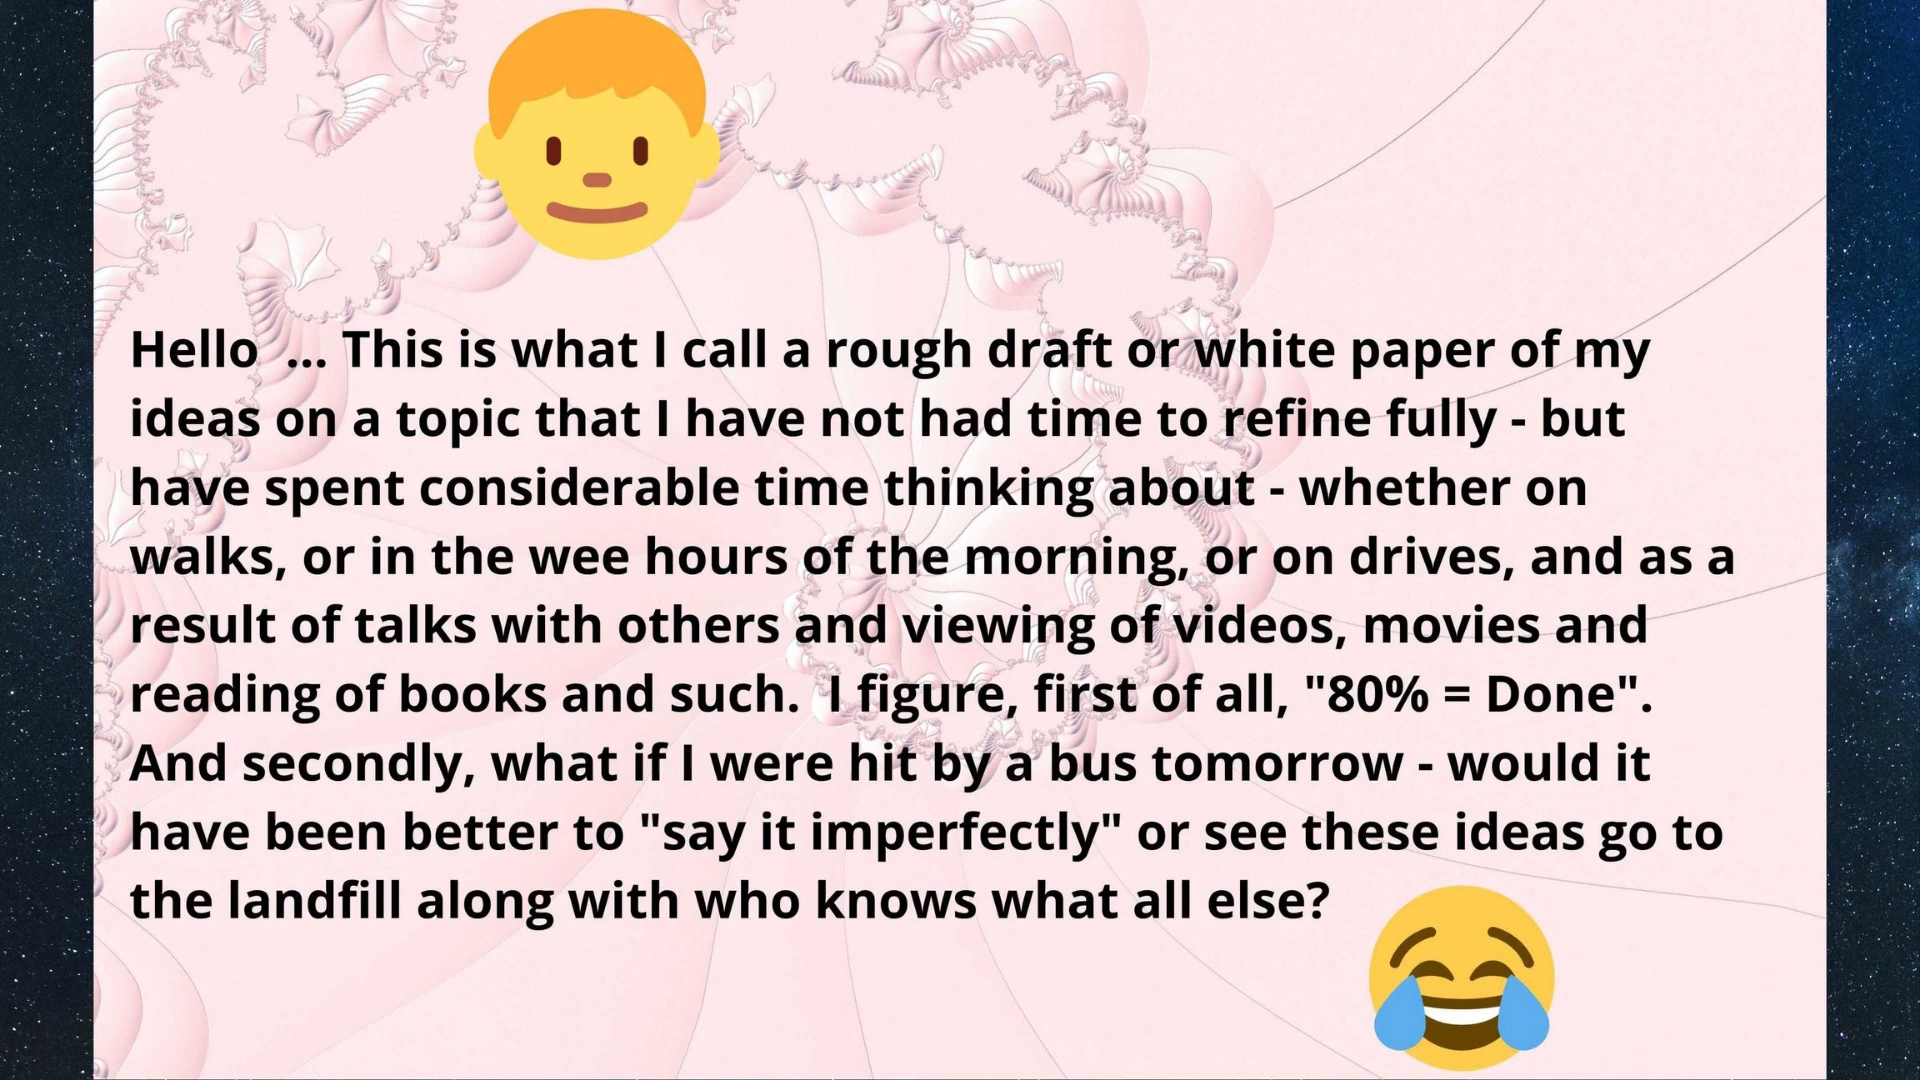 Hello  ... This is what I call a rough draft or white paper of my
ideas on a topic that I have not had time to refine fully - but
have spent considerable time thinking about - whether on
walks, or in the wee hours of the morning, or on drives, and as a
result of talks with others and viewing of videos, movies and
reading of books and such.  I figure, first of all, "80% = Done".
And secondly, what if I were hit by a bus tomorrow - would it
have been better to "say it imperfectly" or see these ideas go to
the landfill along with who knows what all else?